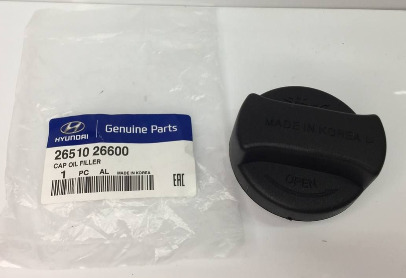 HYUNDAI
Genuine Parts
26510 26600
CAP OIL FILLER
1 PC AL MADE IN KOREA
EAC
MADE IN KOREA
OPEN